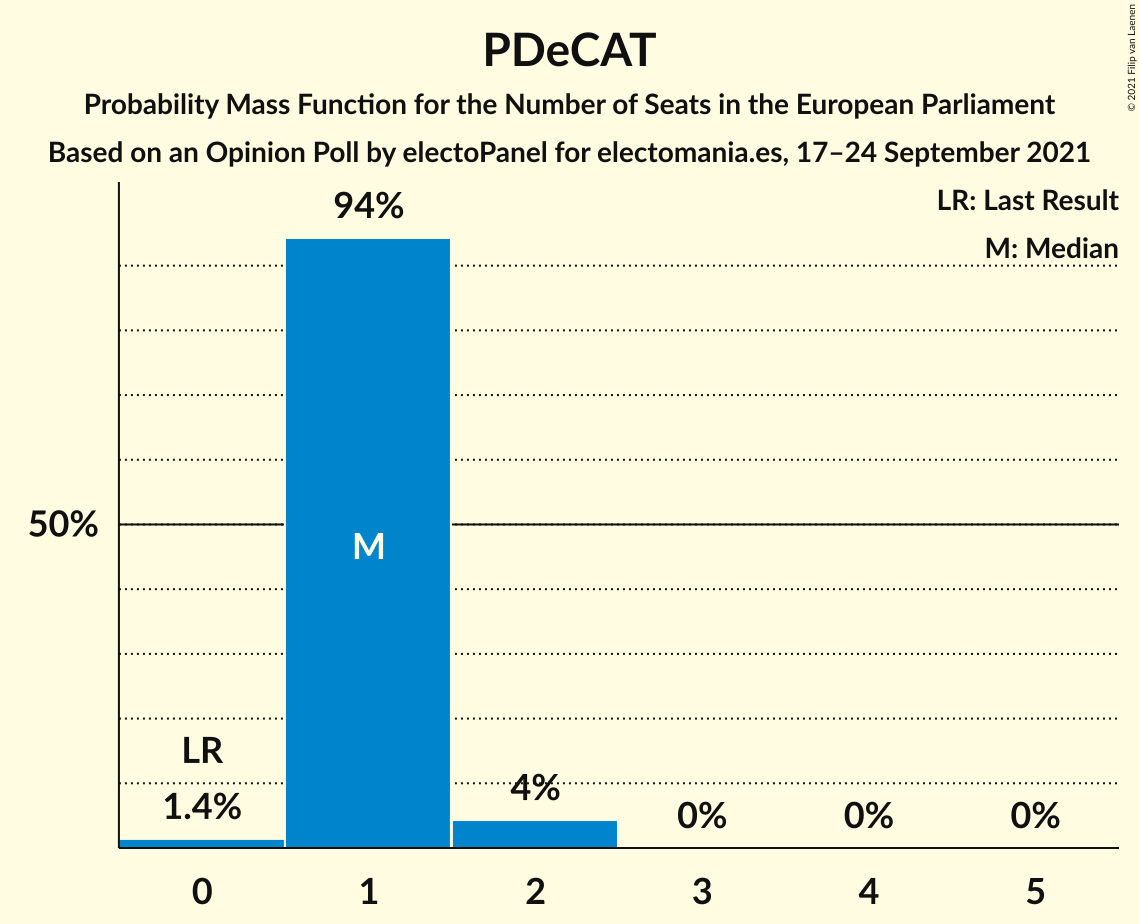 PDeCAT
Probability Mass Function for the Number of Seats in the European Parliament
Based on an Opinion Poll by electoPanel for electomania.es, 17–24 September 2021
© 2021 Filip van Laenen
LR: Last Result
M: Median
94%
50%
M
LR
1.4%
4%
0%
0%
0%
0 1 2 3 4 5